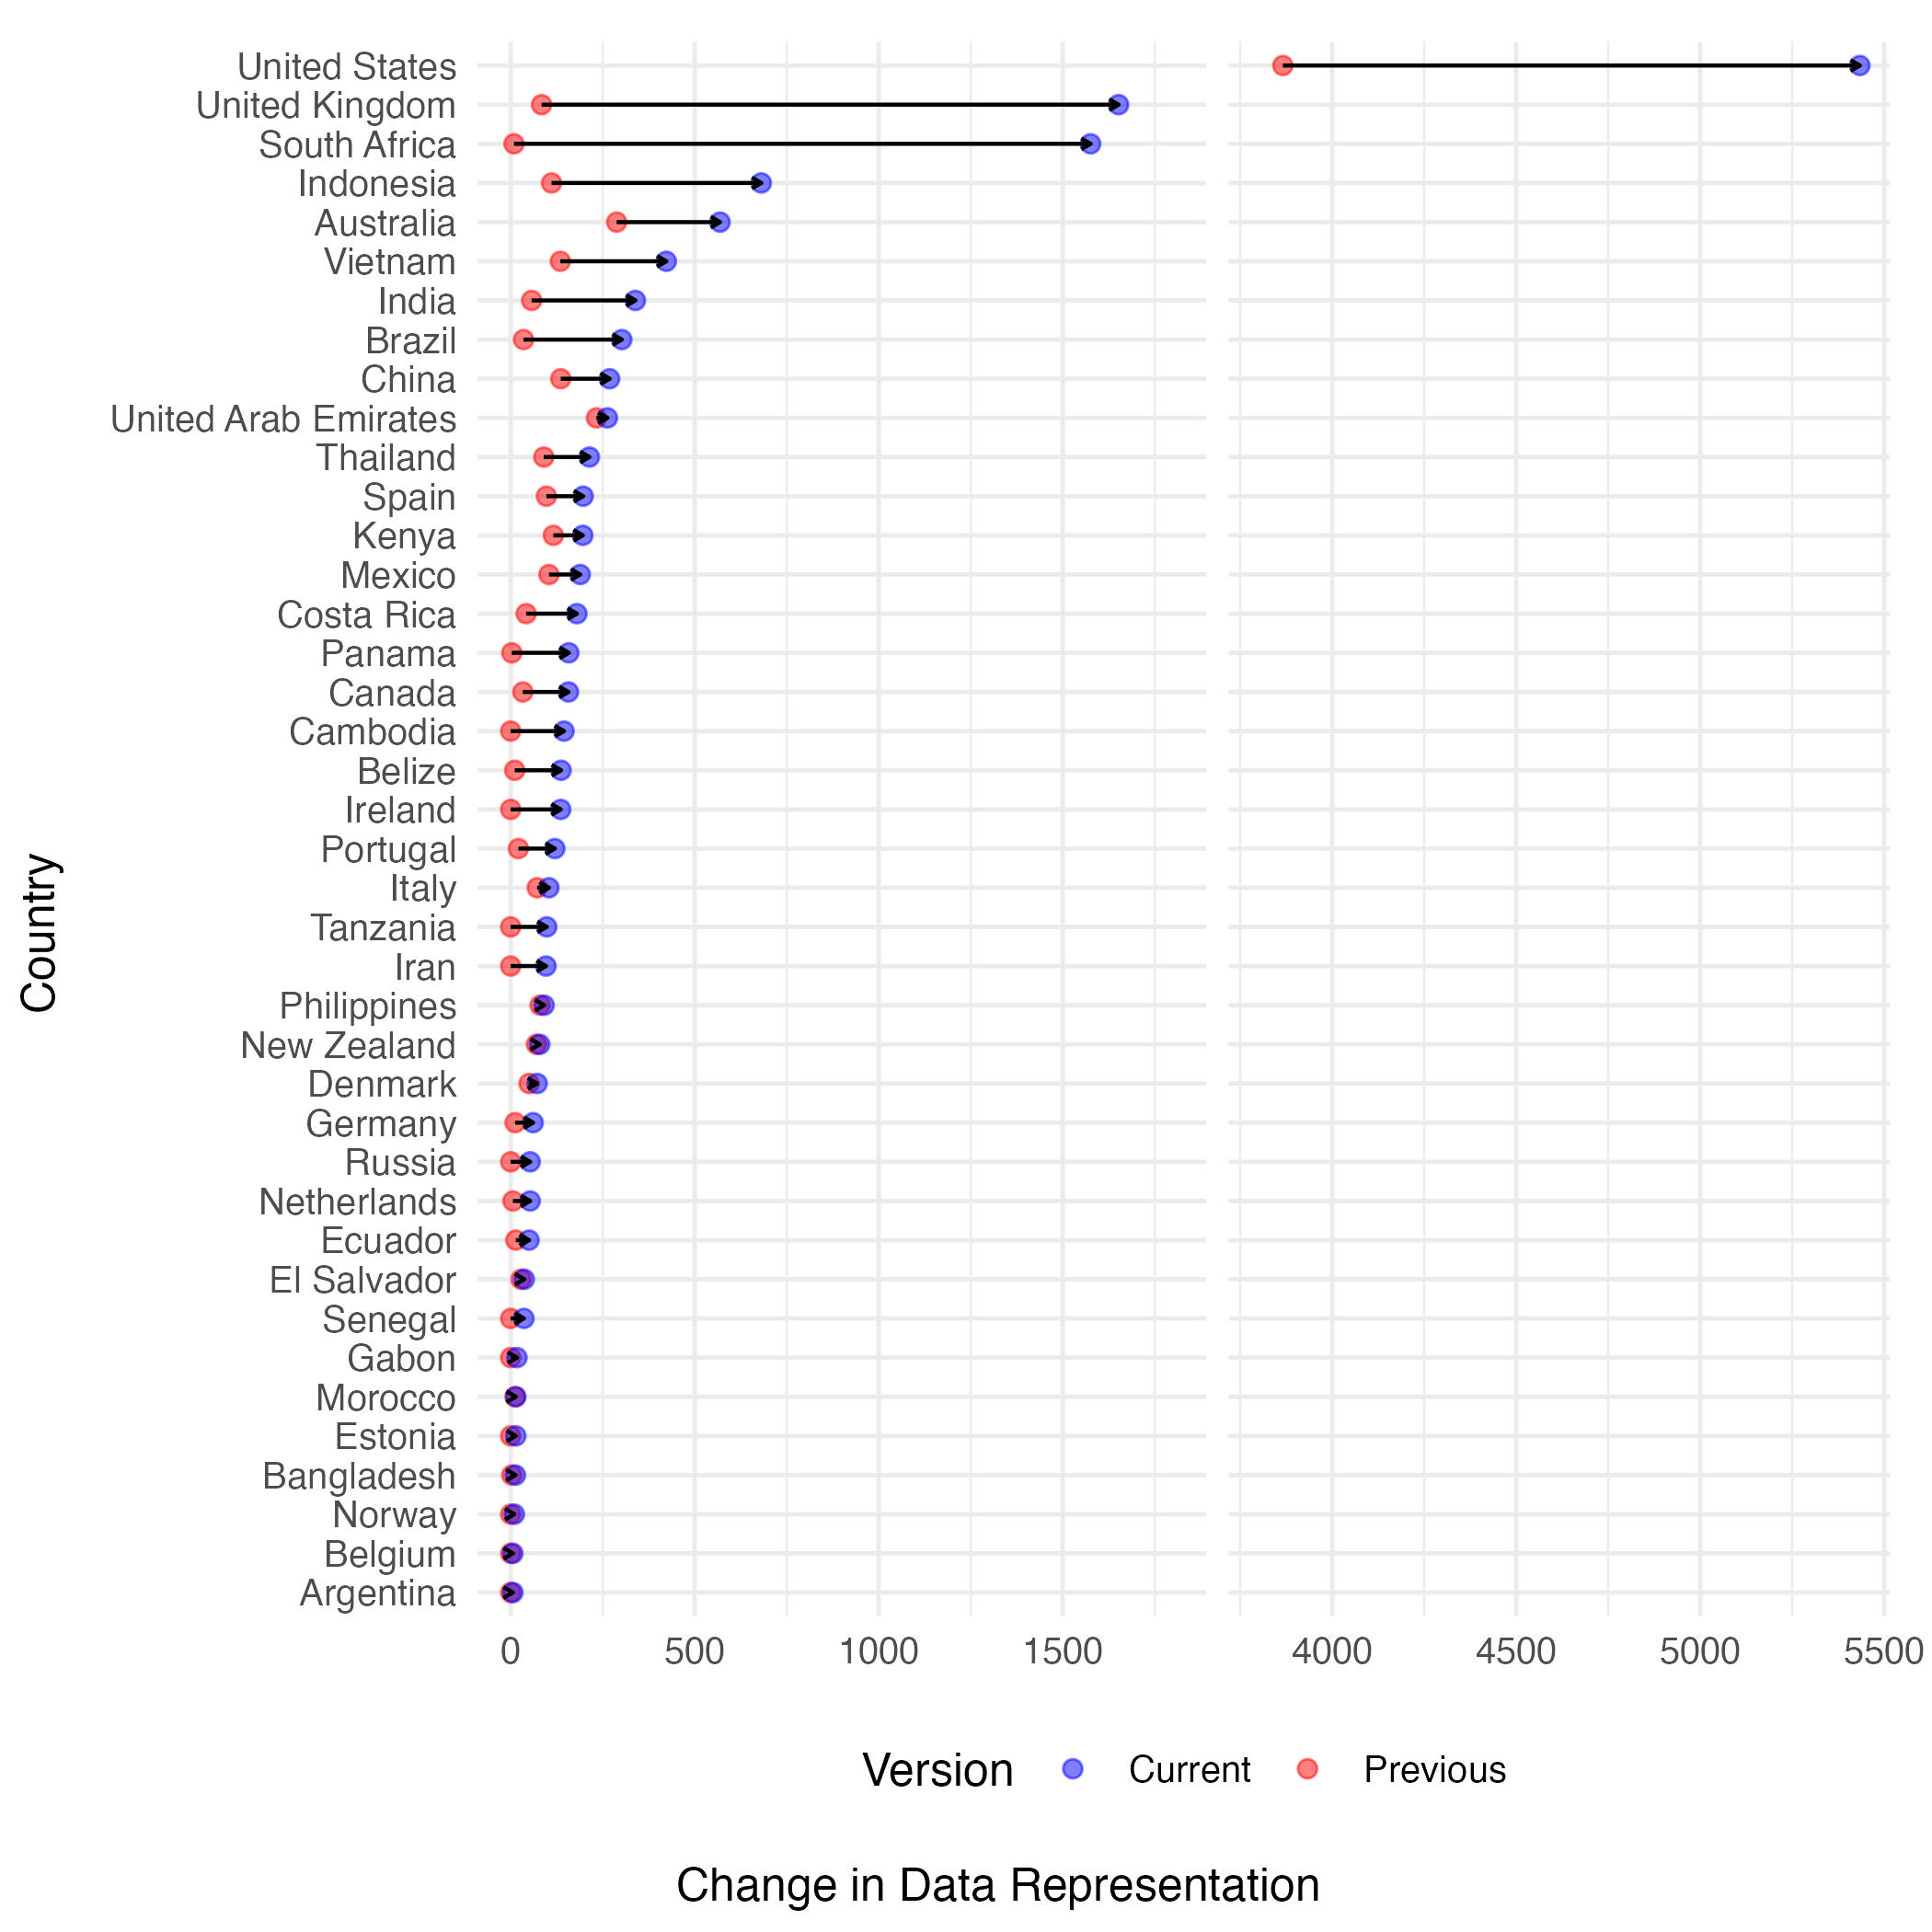 United States
United Kingdom
South Africa
Indonesia
Australia
Vietnam
India
Brazil
China
United Arab Emirates
Thailand
Spain
Kenya
Mexico
Costa Rica
Panama
Canada
Cambodia
Belize
Ireland
Portugal
Italy
Tanzania
Iran
Philippines
New Zealand
Denmark
Germany
Russia
Netherlands
Ecuador
El Salvador
Senegal
Gabon
Morocco
Estonia
Bangladesh
Norway
Belgium
Argentina
Country
0 500 1000 1500 4000 4500 5000 5500
Version Current Previous
Change in Data Representation